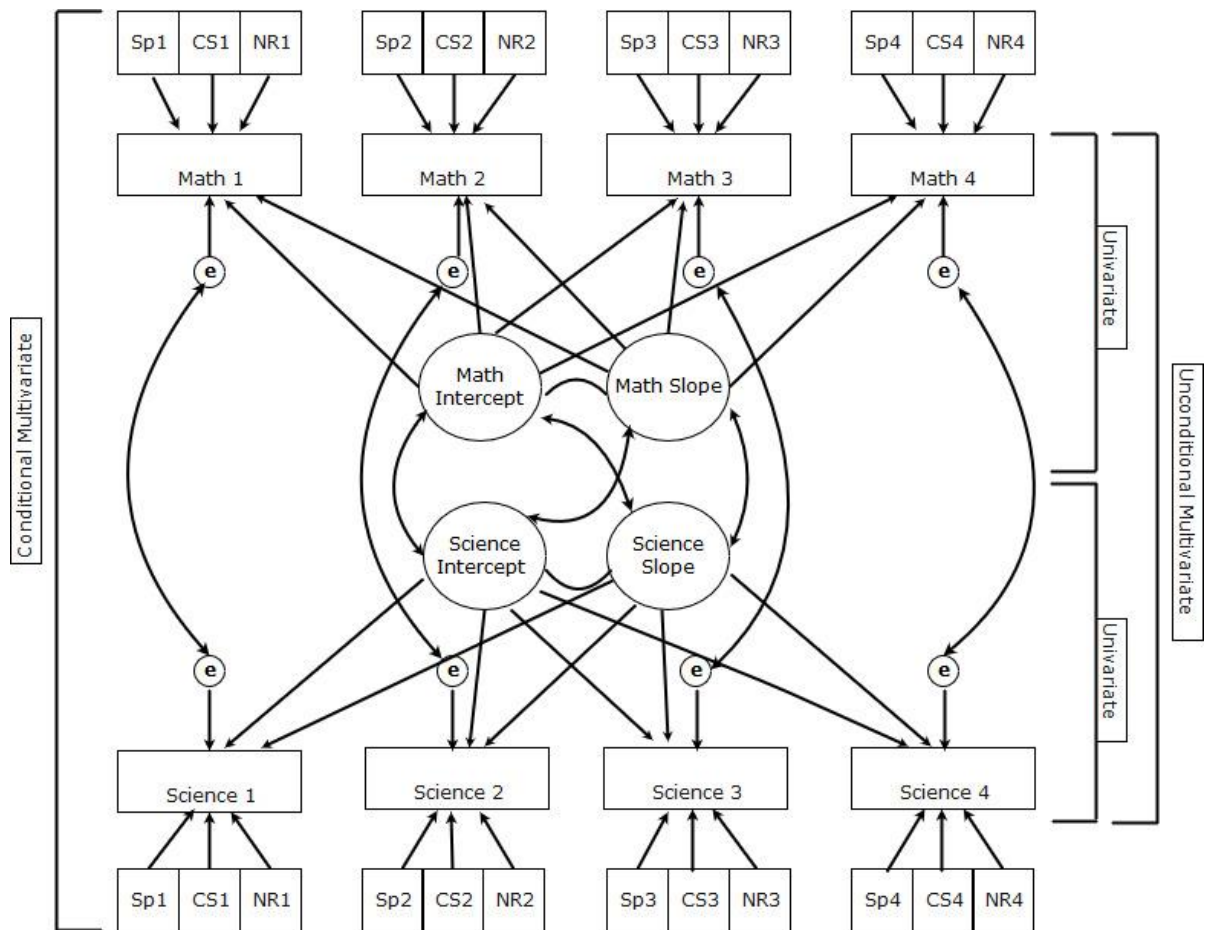 Sp1 CS1 NR1 Sp2 CS2 NR2 Sp3 CS3 NR3 Sp4 CS4 NR4
Math 1 Math 2 Math 3 Math 4
e e e e
Math
Intercept
Math Slope
Science
Intercept
Science
Slope
e e e e
Science 1 Science 2 Science 3 Science 4
Sp1 CS1 NR1 Sp2 CS2 NR2 Sp3 CS3 NR3 Sp4 CS4 NR4
Conditional Multivariate
Univariate
Univariate
Unconditional Multivariate